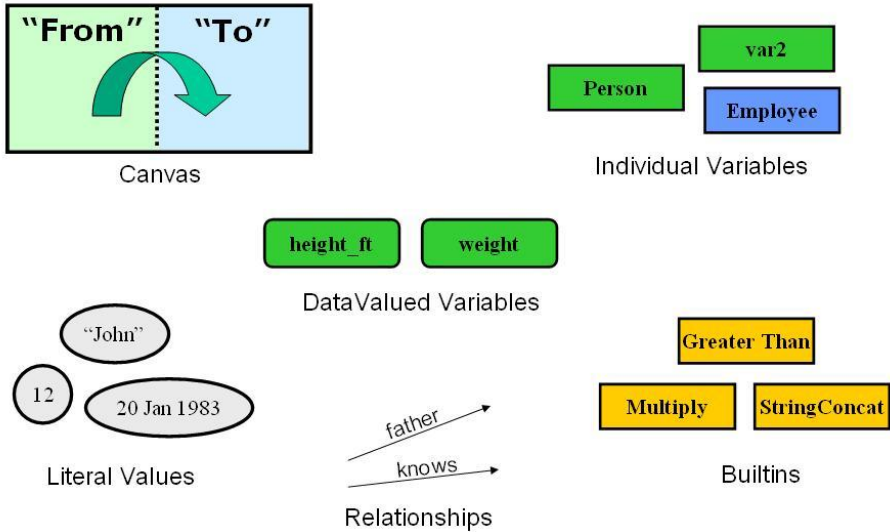 “From” “To”
Canvas
var2
Person
Employee
Individual Variables
height_ft weight
DataValued Variables
“John”
12
20 Jan 1983
Literal Values
father
knows
Relationships
Greater Than
Multiply StringConcat
Builtins